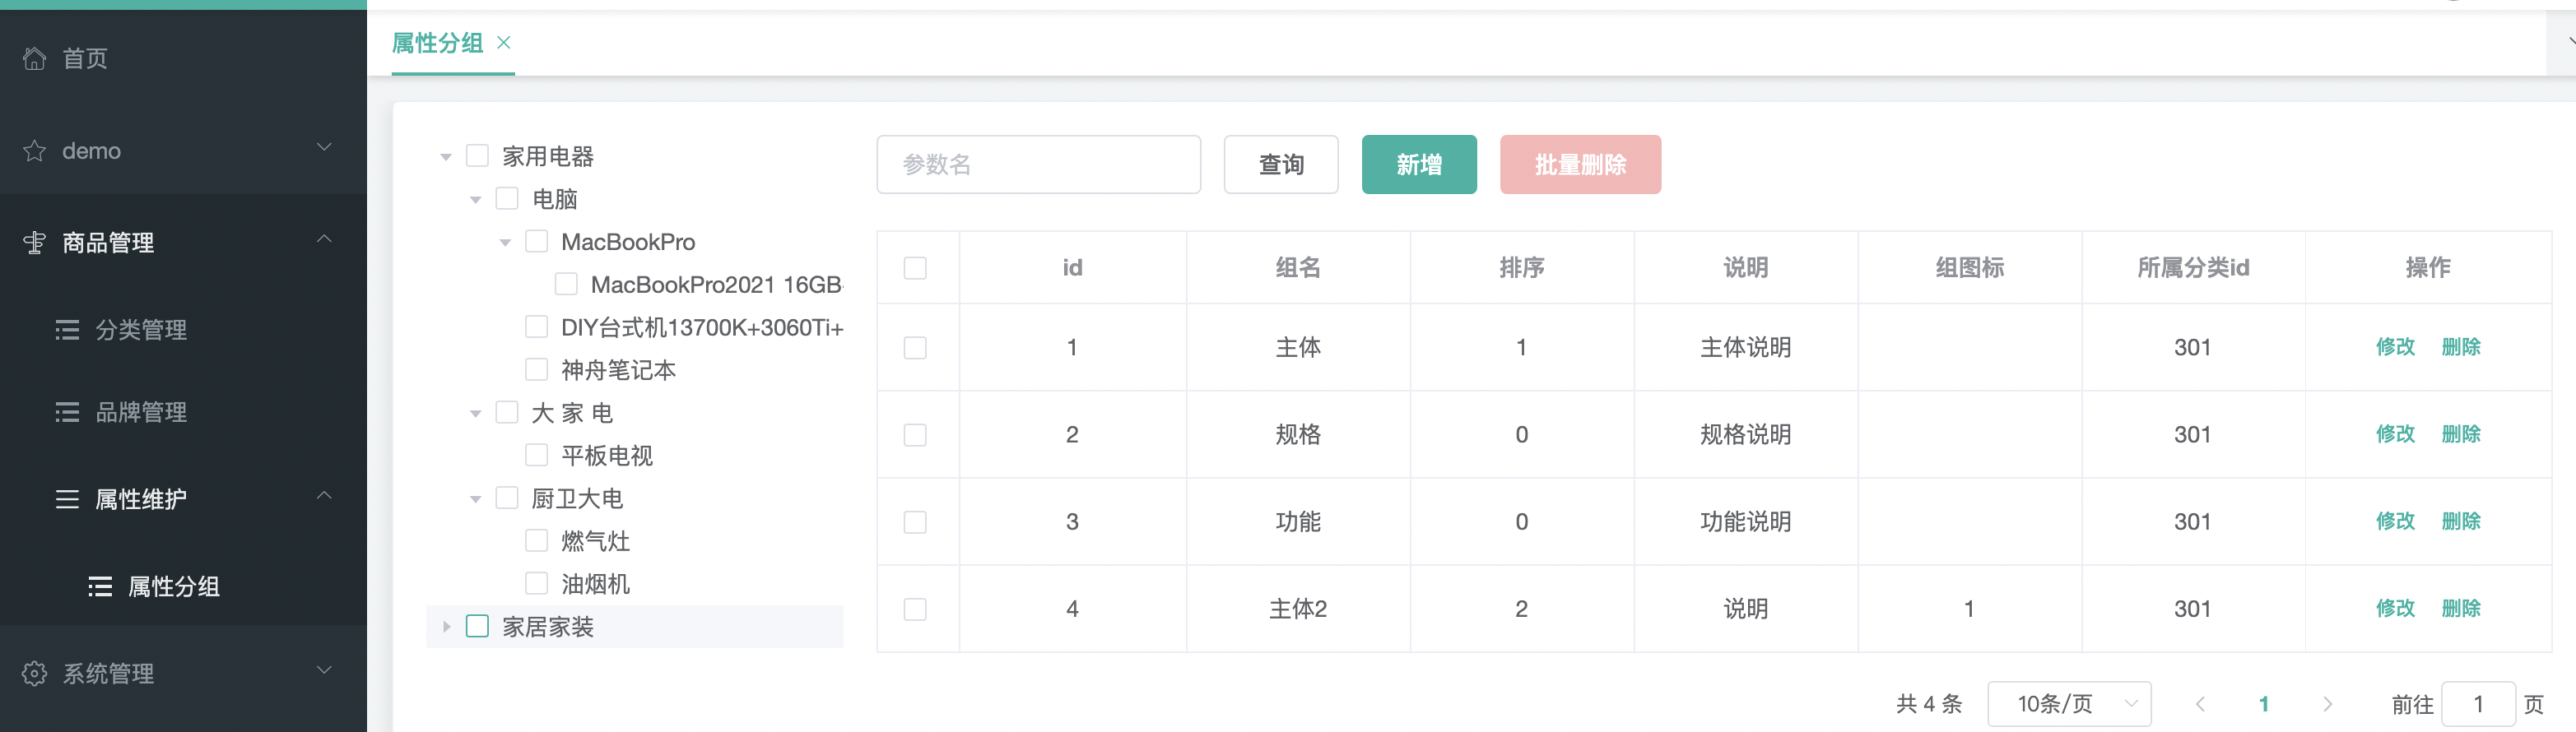 首页
demo
商品管理
分类管理
品牌管理
属性维护
属性分组
系统管理
属性分组
家用电器
电脑
MacBookPro
MacBookPro2021 16GB
DIY台式机13700K+3060Ti+
神舟笔记本
大 家 电
平板电视
厨卫大电
燃气灶
油烟机
家居家装
参数名 查询 新增 批量删除
id 组名 排序 说明 组图标 所属分类id 操作
1 主体 1 主体说明 301 修改 删除
2 规格 0 规格说明 301 修改 删除
3 功能 0 功能说明 301 修改 删除
4 主体2 2 说明 1 301 修改 删除
共 4 条 10条/页 1 前往 1 页